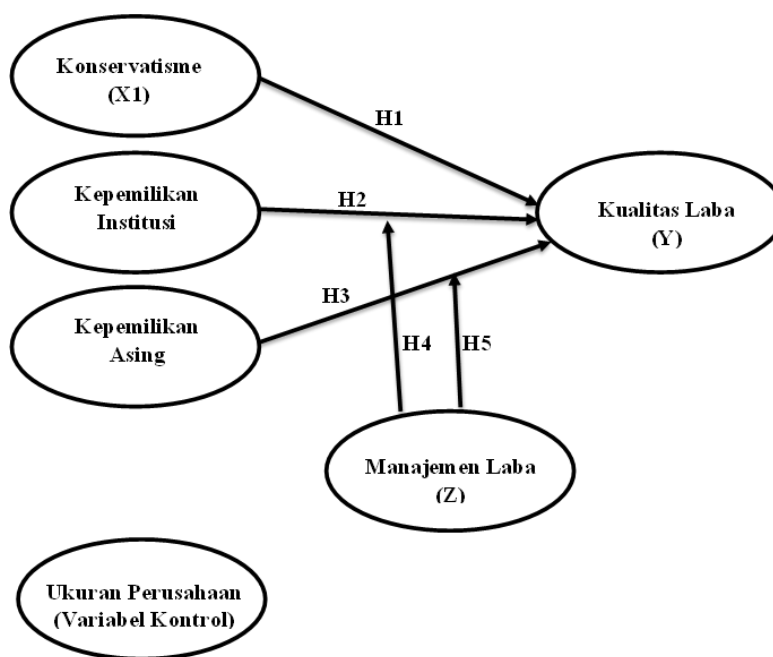 Konservatisme
(X1)
H1
Kepemilikan
Institusi
H2
Kualitas Laba
(Y)
Kepemilikan
Asing
H3
H4
H5
Manajemen Laba
(Z)
Ukuran Perusahaan
(Variabel Kontrol)